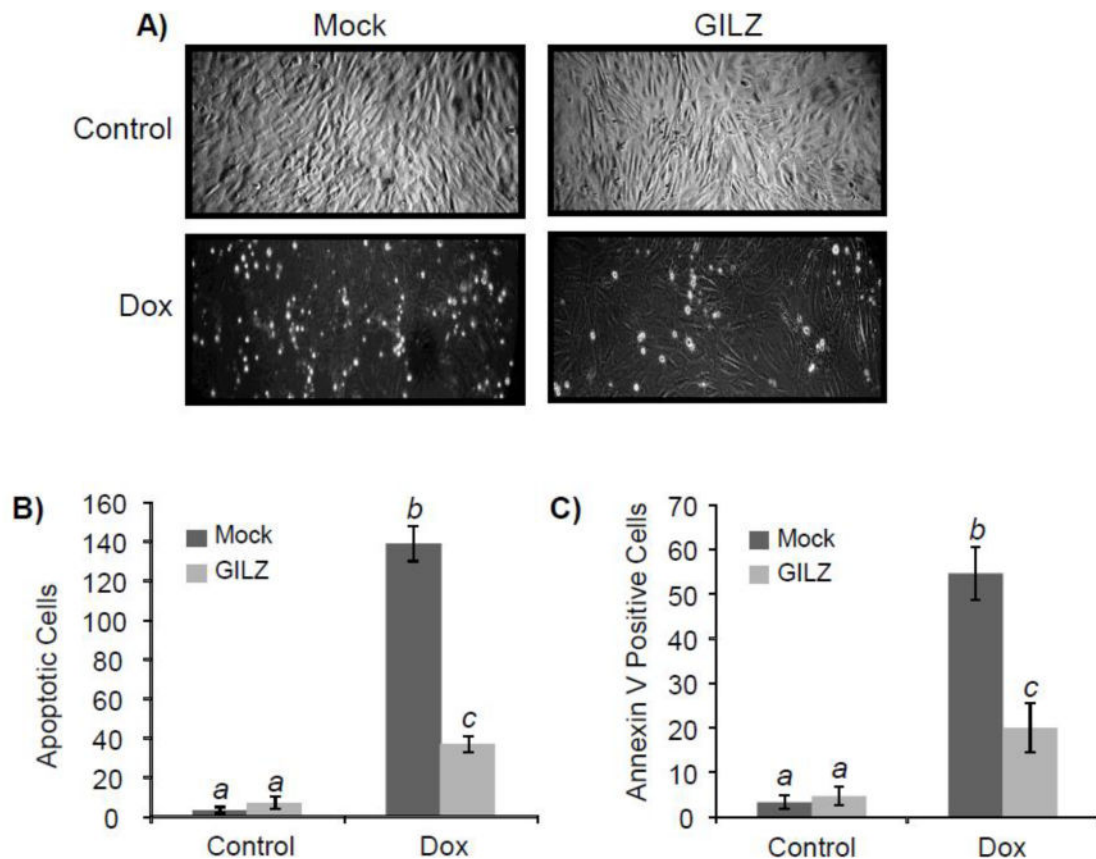 A)
Mock
GILZ
Control
Dox
B)
160
140
120
100
80
60
40
20
0
Apoptotic Cells
Mock
GILZ
a
a
b
c
Control
Dox
C)
70
60
50
40
30
20
10
0
Annexin V Positive Cells
Mock
GILZ
a
a
b
c
Control
Dox